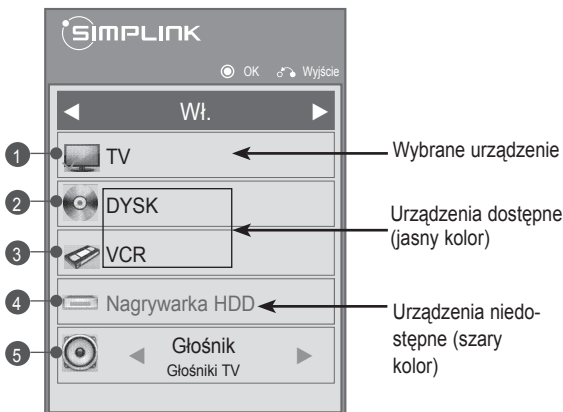 SIMPLINK
OK Wyjście
Wł.
1 TV
Wybrane urządzenie
2 DYSK
3 VCR
Urządzenia dostępne
(jasny kolor)
4 Nagrywarka HDD
Urządzenia niedo-
stępne (szary
kolor)
5 Głośnik
Głośniki TV